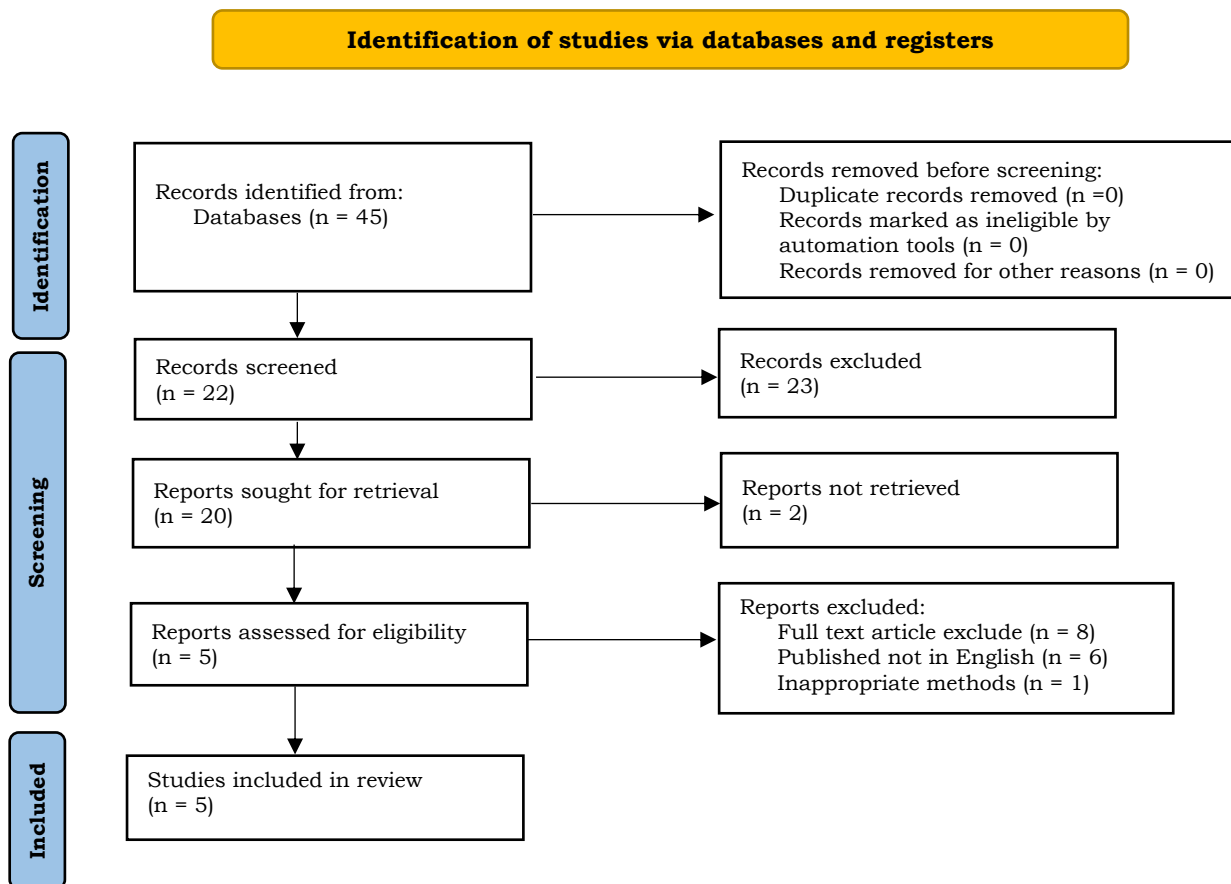 Identification of studies via databases and registers
Identification
Records identified from:
Databases (n = 45)
Records removed before screening:
Duplicate records removed (n =0)
Records marked as ineligible by
automation tools (n = 0)
Records removed for other reasons (n = 0)
Screening
Records screened
(n = 22)
Records excluded
(n = 23)
Reports sought for retrieval
(n = 20)
Reports not retrieved
(n = 2)
Reports assessed for eligibility
(n = 5)
Reports excluded:
Full text article exclude (n = 8)
Published not in English (n = 6)
Inappropriate methods (n = 1)
Included
Studies included in review
(n = 5)